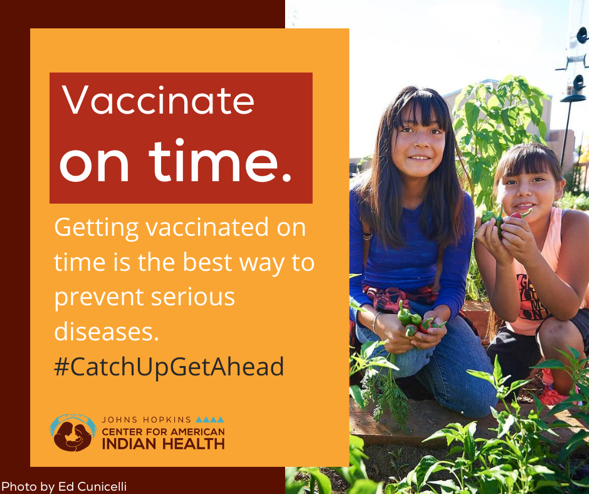 Vaccinate
on time.
Getting vaccinated on
time is the best way to
prevent serious
diseases.
#CatchUpGetAhead
JOHNS HOPKINS
CENTER FOR AMERICAN
INDIAN HEALTH
Photo by Ed Cunicelli